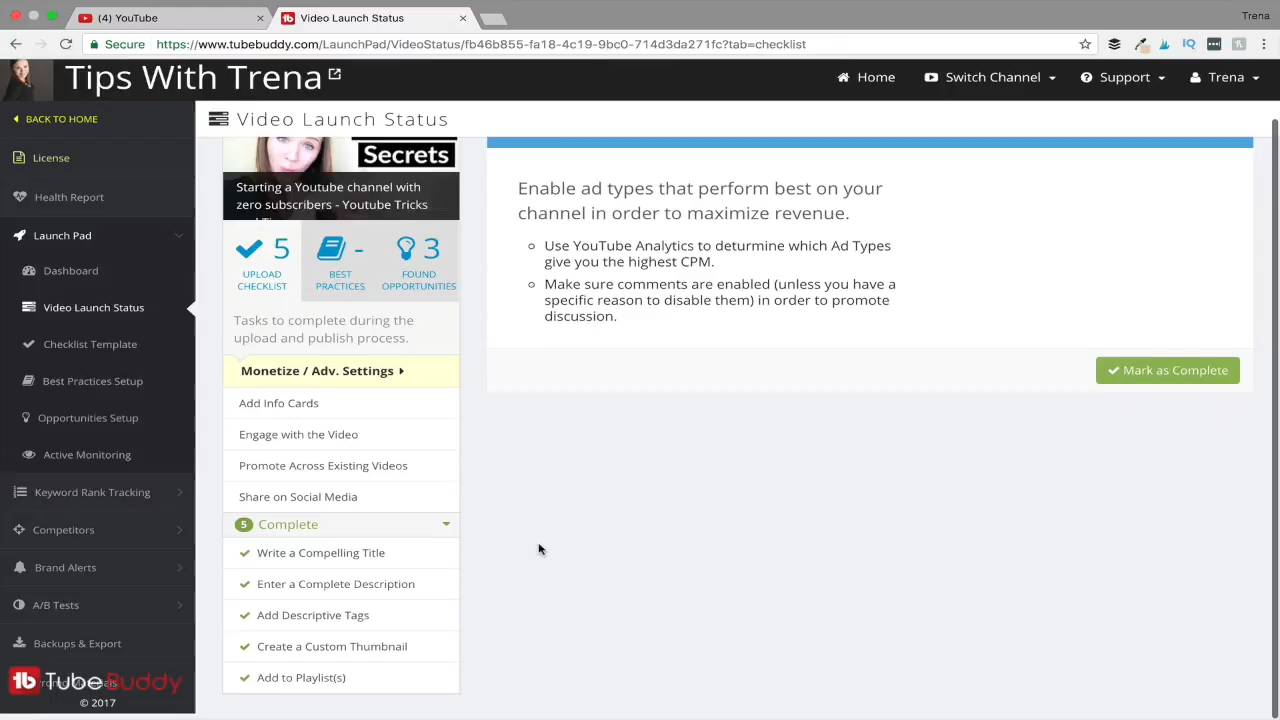 (4) YouTube
Video Launch Status
Trena
Secure
https://www.tubebuddy.com/LaunchPad/VideoStatus/fb46b855-fa18-4c19-9bc0-714d3da271fc?tab=checklist
Tips With Trena
Home
Switch Channel
Support
Trena
BACK TO HOME
License
Health Report
Launch Pad
Dashboard
Video Launch Status
Checklist Template
Best Practices Setup
Opportunities Setup
Active Monitoring
Keyword Rank Tracking
Competitors
Brand Alerts
A/B Tests
Backups & Export
TubeBuddy
© 2017
Video Launch Status
Secrets
Starting a Youtube channel with
zero subscribers - Youtube Tricks
5
UPLOAD
CHECKLIST
-
BEST
PRACTICES
3
FOUND
OPPORTUNITIES
Tasks to complete during the
upload and publish process.
Monetize / Adv. Settings
Add Info Cards
Engage with the Video
Promote Across Existing Videos
Share on Social Media
5 Complete
Write a Compelling Title
Enter a Complete Description
Add Descriptive Tags
Create a Custom Thumbnail
Add to Playlist(s)
Enable ad types that perform best on your
channel in order to maximize revenue.
Use YouTube Analytics to deturmine which Ad Types
give you the highest CPM.
Make sure comments are enabled (unless you have a
specific reason to disable them) in order to promote
discussion.
Mark as Complete